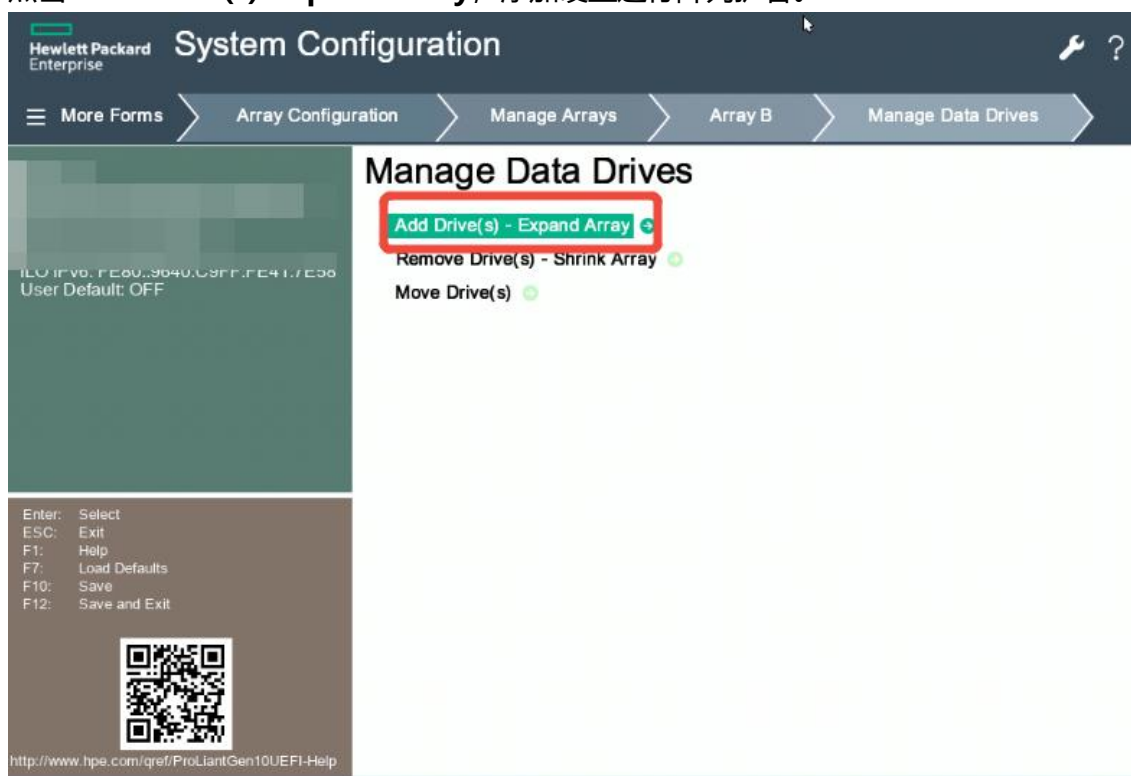 Hewlett Packard
Enterprise
System Configuration
?
More Forms
Array Configuration
Manage Arrays
Array B
Manage Data Drives
User Default: OFF
Enter: Select
ESC: Exit
F1: Help
F7: Load Defaults
F10: Save
F12: Save and Exit
http://www.hpe.com/qref/ProLiantGen10UEFI-Help
Manage Data Drives
Add Drive(s) - Expand Array
Remove Drive(s) - Shrink Array
Move Drive(s)